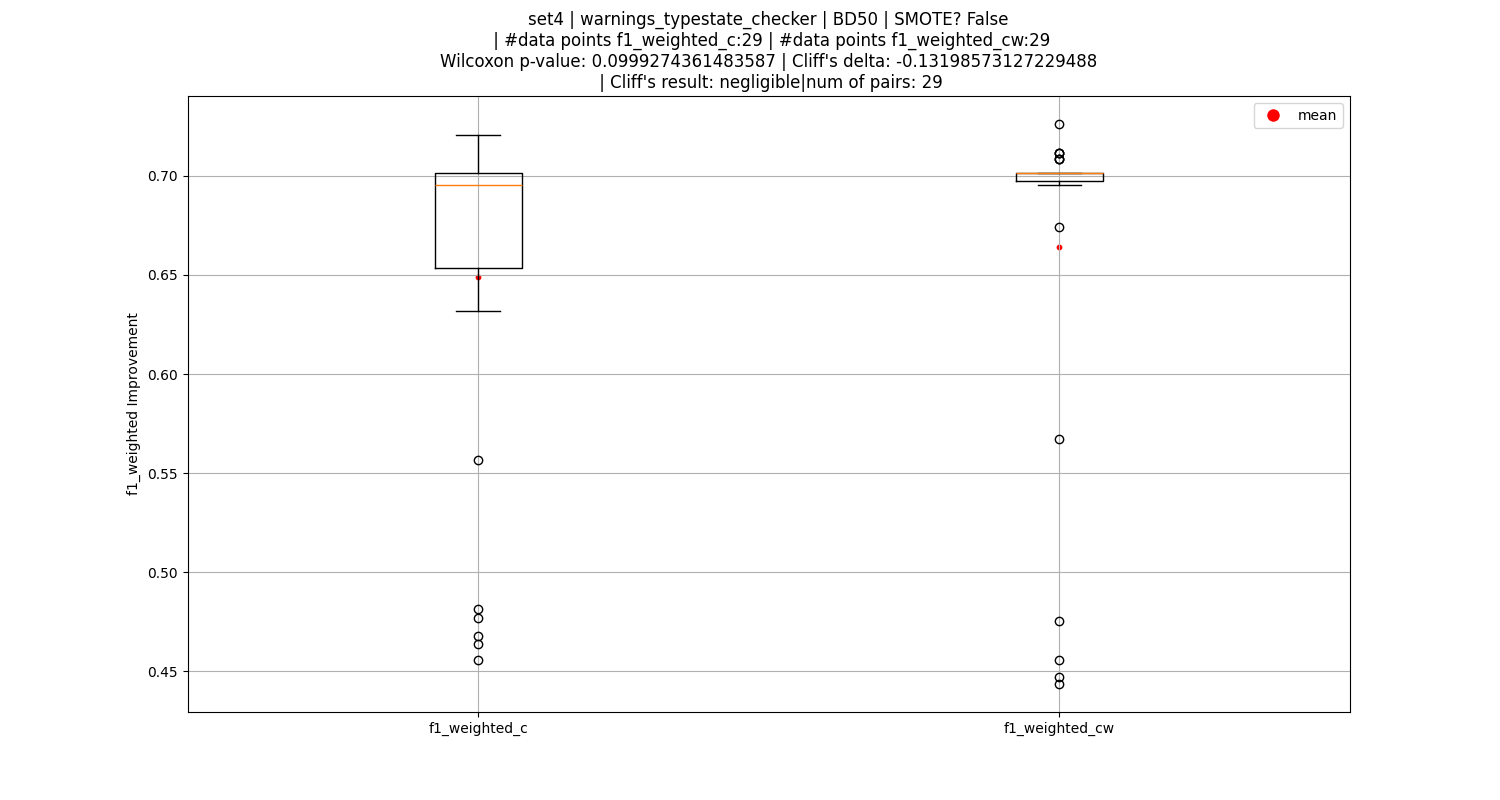 set4 | warnings_typestate_checker | BD50 | SMOTE? False
| #data points f1_weighted_c:29 | #data points f1_weighted_cw:29
Wilcoxon p-value: 0.0999274361483587 | Cliff's delta: -0.13198573127229488
| Cliff's result: negligible|num of pairs: 29
mean
0.70
0.65
0.60
0.55
0.50
0.45
f1_weighted Improvement
f1_weighted_c
f1_weighted_cw